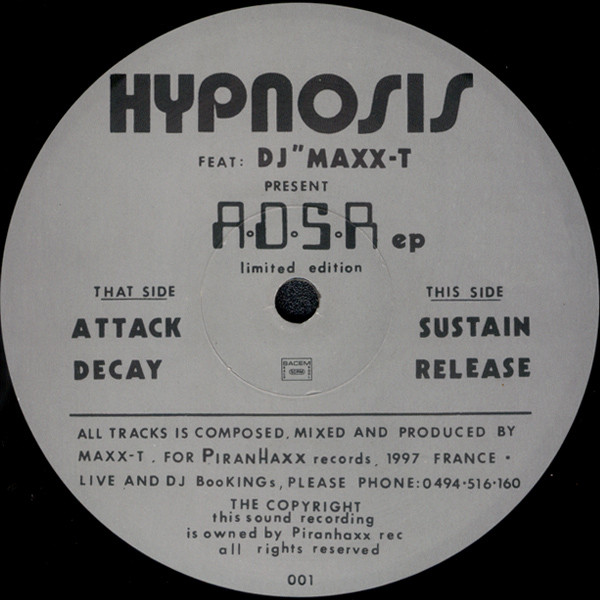 HYPNOSIS
FEAT: DJ"MAXX-T
PRESENT
A.D.S.R ep
limited edition
THAT SIDE
ATTACK
DECAY
THIS SIDE
SUSTAIN
RELEASE
SACEM
ALL TRACKS IS COMPOSED, MIXED AND PRODUCED BY
MAXX-T . FOR PIRANHAXX records, 1997 FRANCE •
LIVE AND DJ BooKINGs, PLEASE PHONE:0494•516•160
THE COPYRIGHT
this sound recording
is owned by Piranhaxx rec
all rights reserved
001